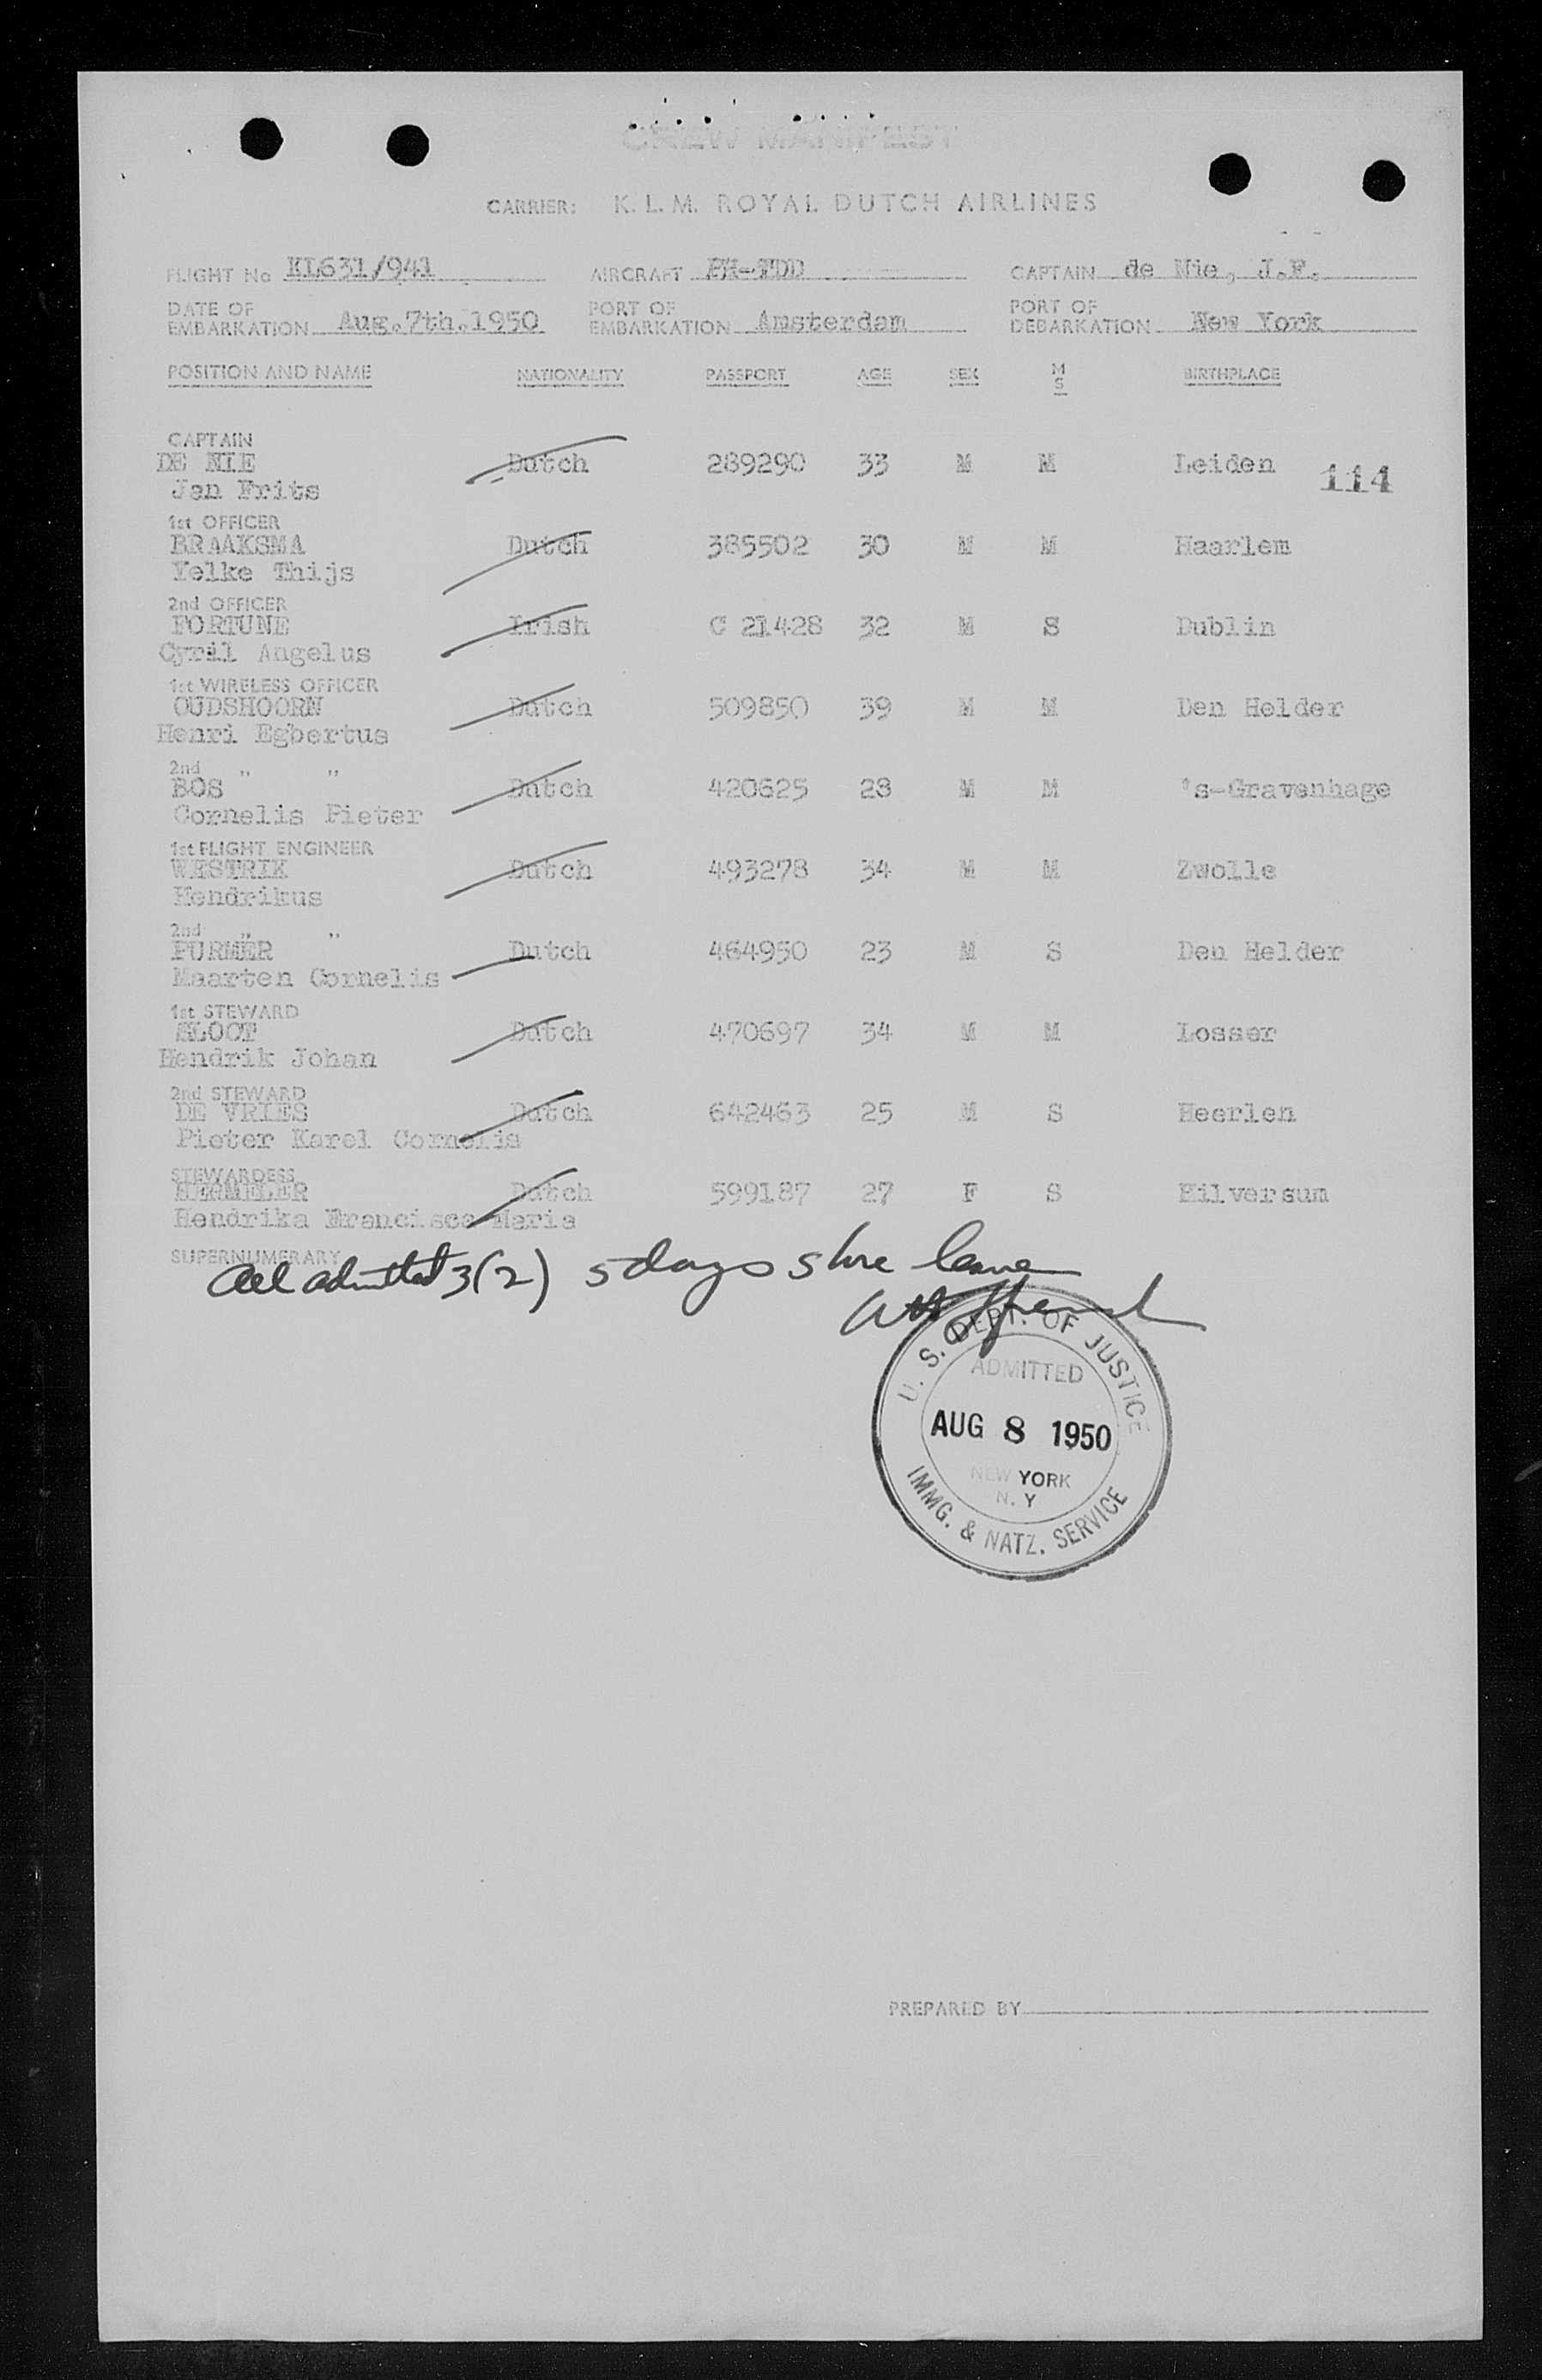 CREW MANIFEST
CARRIER: K. L. M. ROYAL DUTCH AIRLINES
FLIGHT No KL631/941 AIRCRAFT PH-TDD CAPTAIN de Nie, J.F.
DATE OF EMBARKATION Aug.7th.1950 PORT OF EMBARKATION Amsterdam PORT OF DEBARKATION New York
POSITION AND NAME NATIONALITY PASSPORT AGE SEX M S BIRTHPLACE
CAPTAIN
DE NIE Dutch 289290 33 M M Leiden 114
Jan Frits
1st OFFICER
BRAAKSMA Dutch 385502 30 M M Haarlem
Yelke Thijs
2nd OFFICER
FORTUNE Irish C 21428 32 M S Dublin
Cyril Angelus
1st WIRELESS OFFICER
OUDSHOORN Dutch 509850 39 M M Den Helder
Henri Egbertus
2nd " "
BOS Dutch 420625 28 M M 's-Gravenhage
Cornelis Pieter
1st FLIGHT ENGINEER
WESTRIK Dutch 493278 34 M M Zwolle
Hendrikus
2nd " "
PURMER Dutch 464950 23 M S Den Helder
Maarten Cornelis
1st STEWARD
SLOOT Dutch 470697 34 M M Losser
Hendrik Johan
2nd STEWARD
DE VRIES Dutch 642463 25 M S Heerlen
Pieter Karel Cornelis
STEWARDESS
Dutch 599187 27 F S Hilversum
Hendrika Francisca Maria
SUPERNUMERARY
All admitted 3(2) 5 days shore leave
U. S. DEPT. OF JUSTICE
ADMITTED
AUG 8 1950
NEW YORK
N. Y
IMMG. & NATZ. SERVICE
PREPARED BY